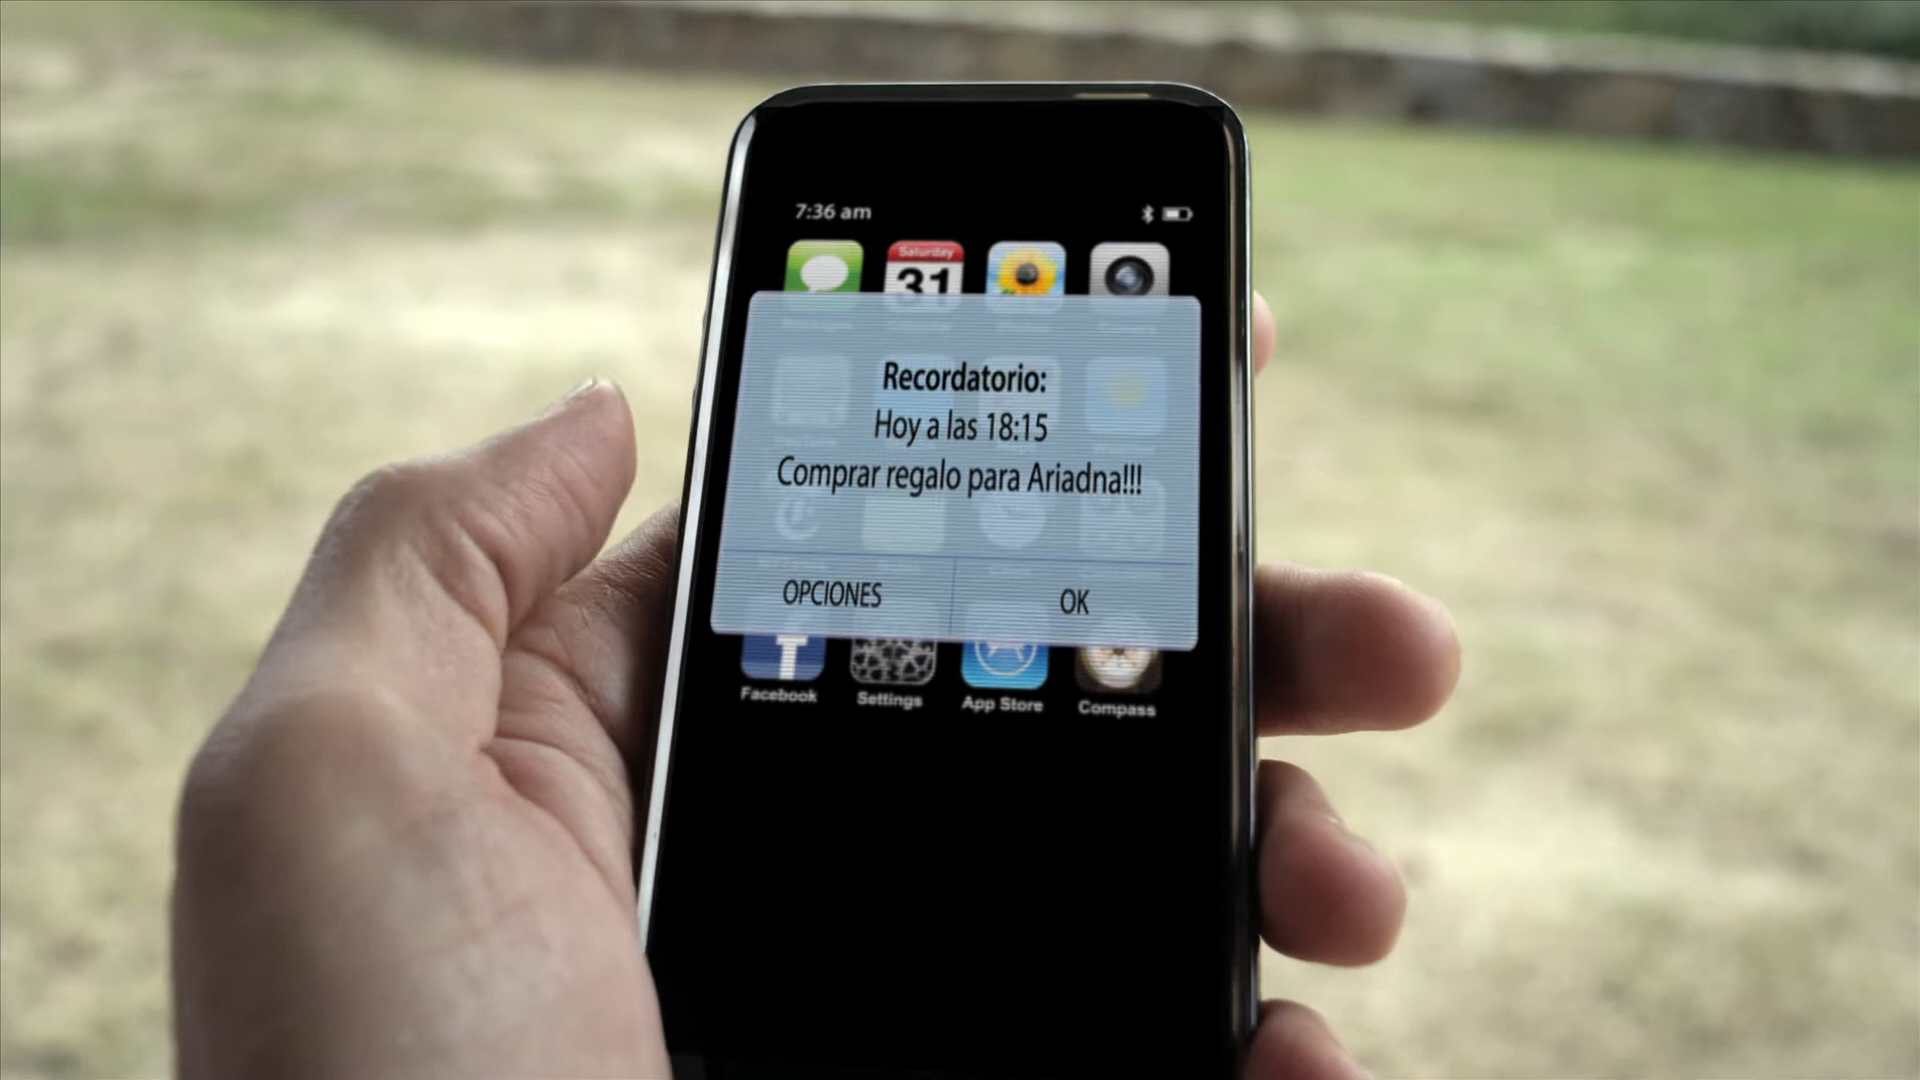 7:36 am
Saturday
31
Recordatorio:
Hoy a las 18:15
Comprar regalo para Ariadna!!!
OPCIONES
OK
Facebook
Settings
App Store
Compass